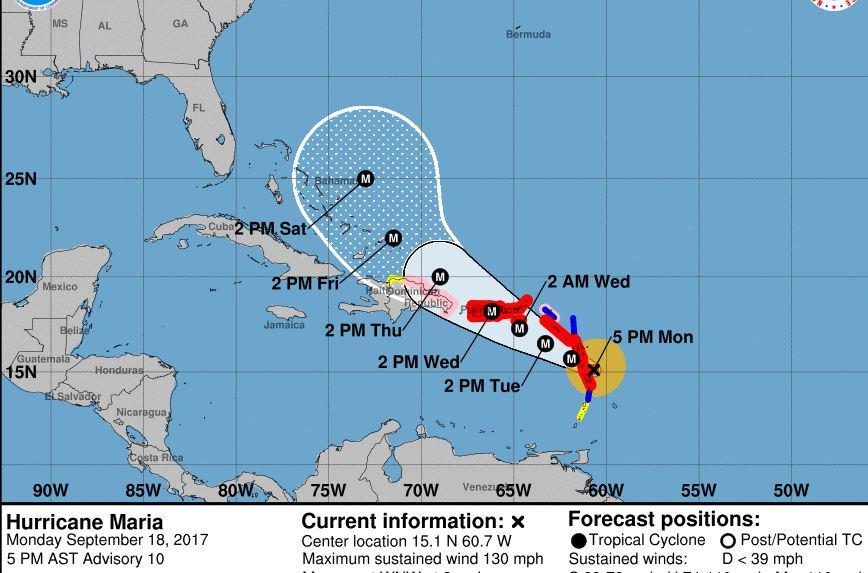 MS
AL
GA
Bermuda
30N
FL
25N
Bahamas
2 PM Sat
Cuba
20N
2 PM Fri
2 AM Wed
Mexico
Haiti
Dominican
Republic
Jamaica
2 PM Thu
5 PM Mon
Belize
2 PM Wed
Guatemala
15N
Honduras
2 PM Tue
El Salvador
Nicaragua
Costa Rica
90W 85W 80W 75W 70W 65W 60W 55W 50W
M
M
M
M
M
M
M
Hurricane Maria
Monday September 18, 2017
5 PM AST Advisory 10
Current information: x
Center location 15.1 N 60.7 W
Maximum sustained wind 130 mph
Forecast positions:
Tropical Cyclone Post/Potential TC
Sustained winds: D < 39 mph